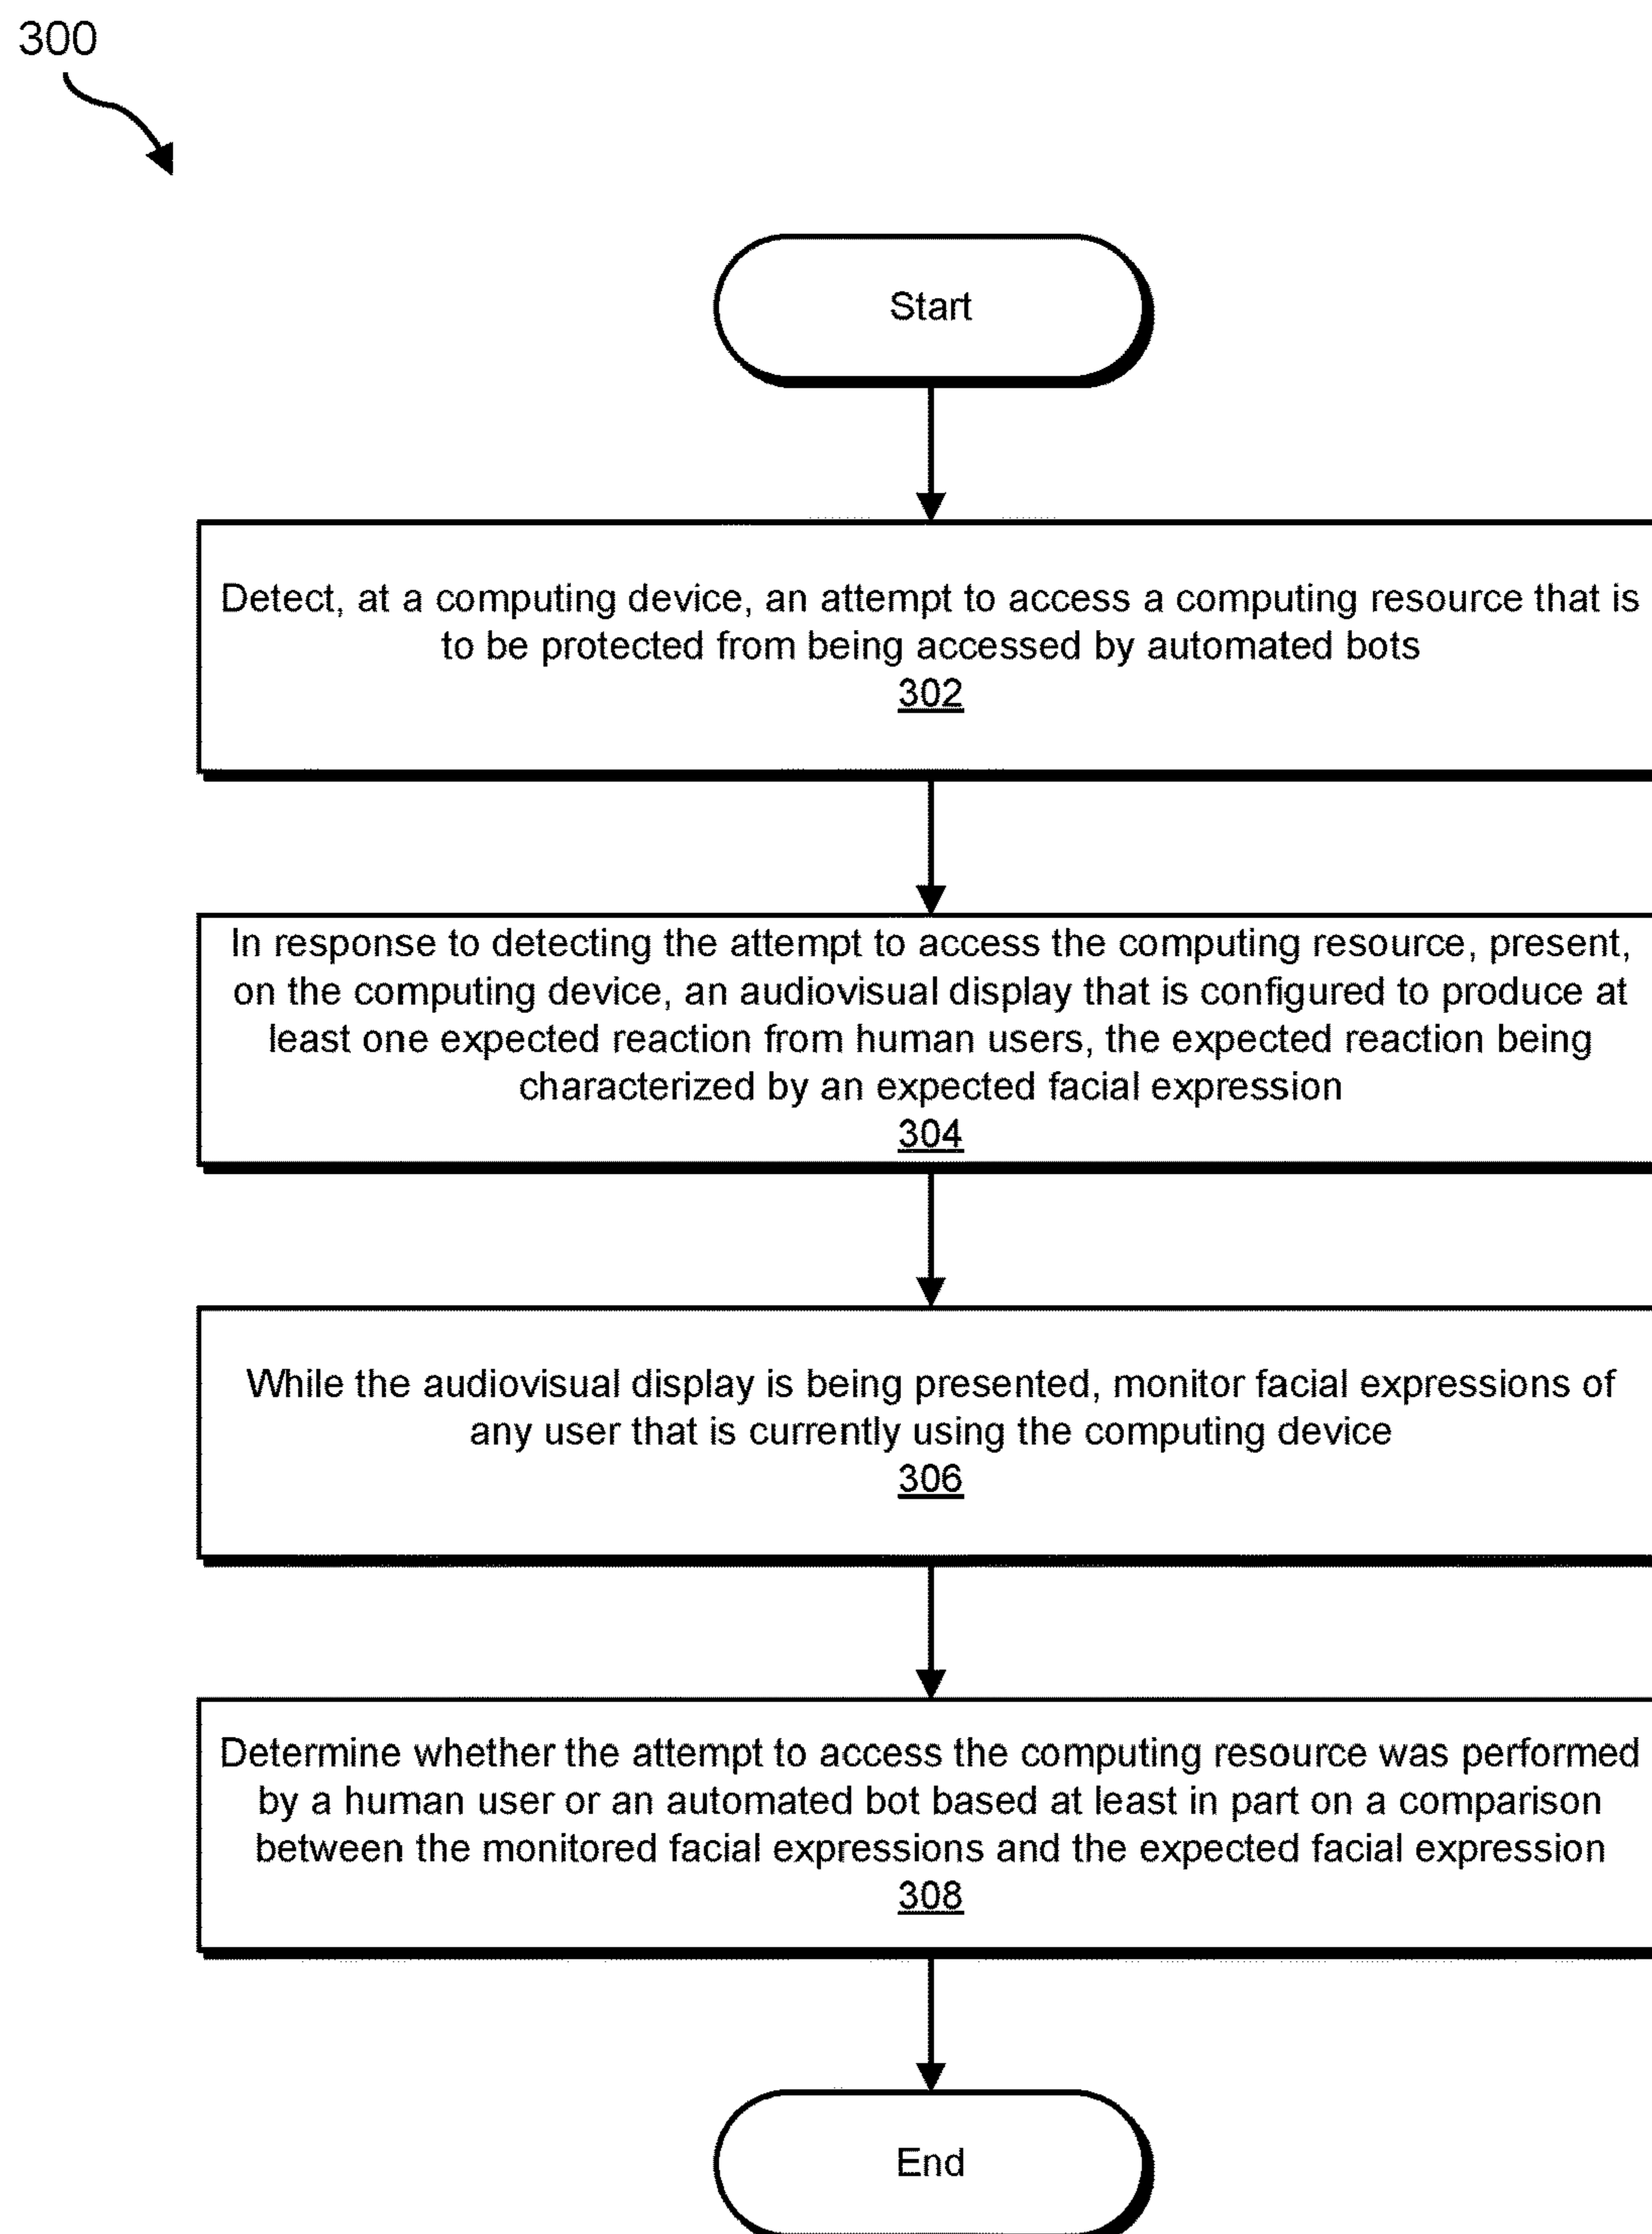 300
Start
Detect, at a computing device, an attempt to access a computing resource that is
to be protected from being accessed by automated bots
302
In response to detecting the attempt to access the computing resource, present,
on the computing device, an audiovisual display that is configured to produce at
least one expected reaction from human users, the expected reaction being
characterized by an expected facial expression
304
While the audiovisual display is being presented, monitor facial expressions of
any user that is currently using the computing device
306
Determine whether the attempt to access the computing resource was performed
by a human user or an automated bot based at least in part on a comparison
between the monitored facial expressions and the expected facial expression
308
End